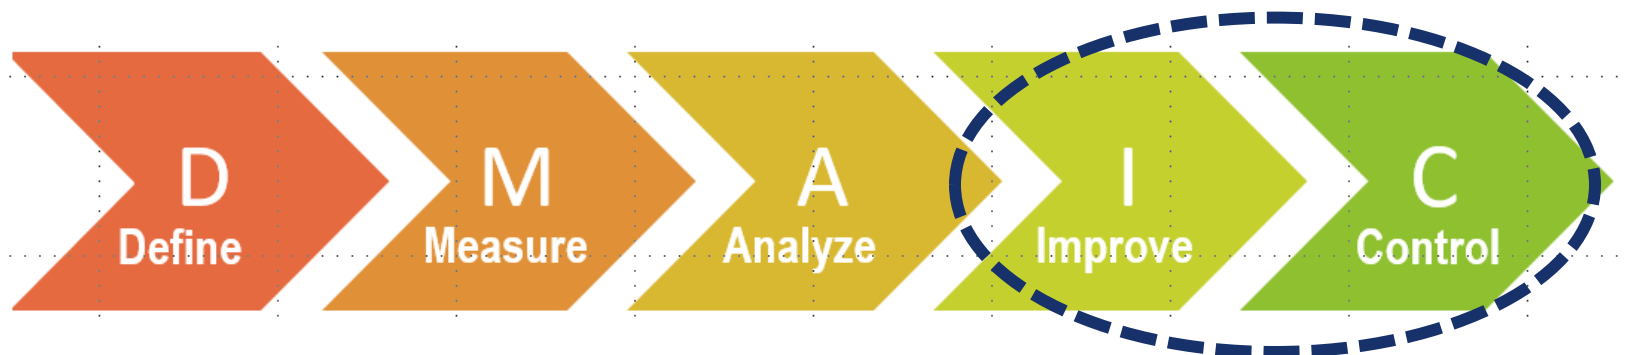 D
Define
M
Measure
A
Analyze
I
Improve
C
Control